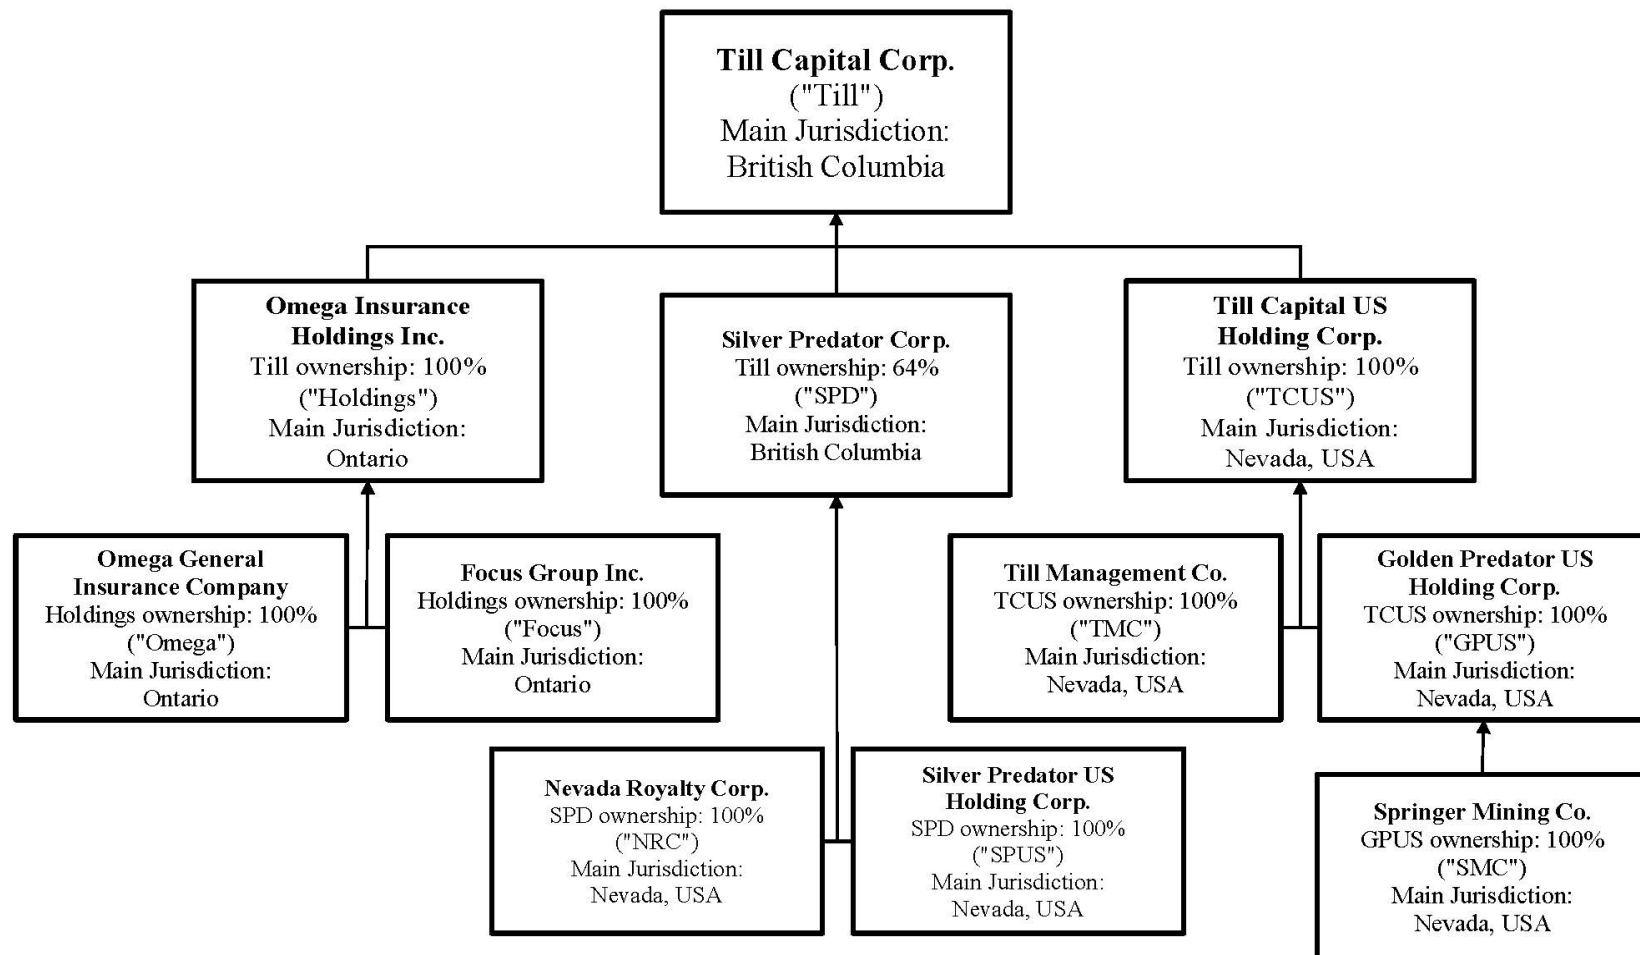 Till Capital Corp.
("Till")
Main Jurisdiction:
British Columbia
Omega Insurance
Holdings Inc.
Till ownership: 100%
("Holdings")
Main Jurisdiction:
Ontario
Silver Predator Corp.
Till ownership: 64%
("SPD")
Main Jurisdiction:
British Columbia
Till Capital US
Holding Corp.
Till ownership: 100%
("TCUS")
Main Jurisdiction:
Nevada, USA
Omega General
Insurance Company
Holdings ownership: 100%
("Omega")
Main Jurisdiction:
Ontario
Focus Group Inc.
Holdings ownership: 100%
("Focus")
Main Jurisdiction:
Ontario
Till Management Co.
TCUS ownership: 100%
("TMC")
Main Jurisdiction:
Nevada, USA
Golden Predator US
Holding Corp.
TCUS ownership: 100%
("GPUS")
Main Jurisdiction:
Nevada, USA
Nevada Royalty Corp.
SPD ownership: 100%
("NRC")
Main Jurisdiction:
Nevada, USA
Silver Predator US
Holding Corp.
SPD ownership: 100%
("SPUS")
Main Jurisdiction:
Nevada, USA
Springer Mining Co.
GPUS ownership: 100%
("SMC")
Main Jurisdiction:
Nevada, USA